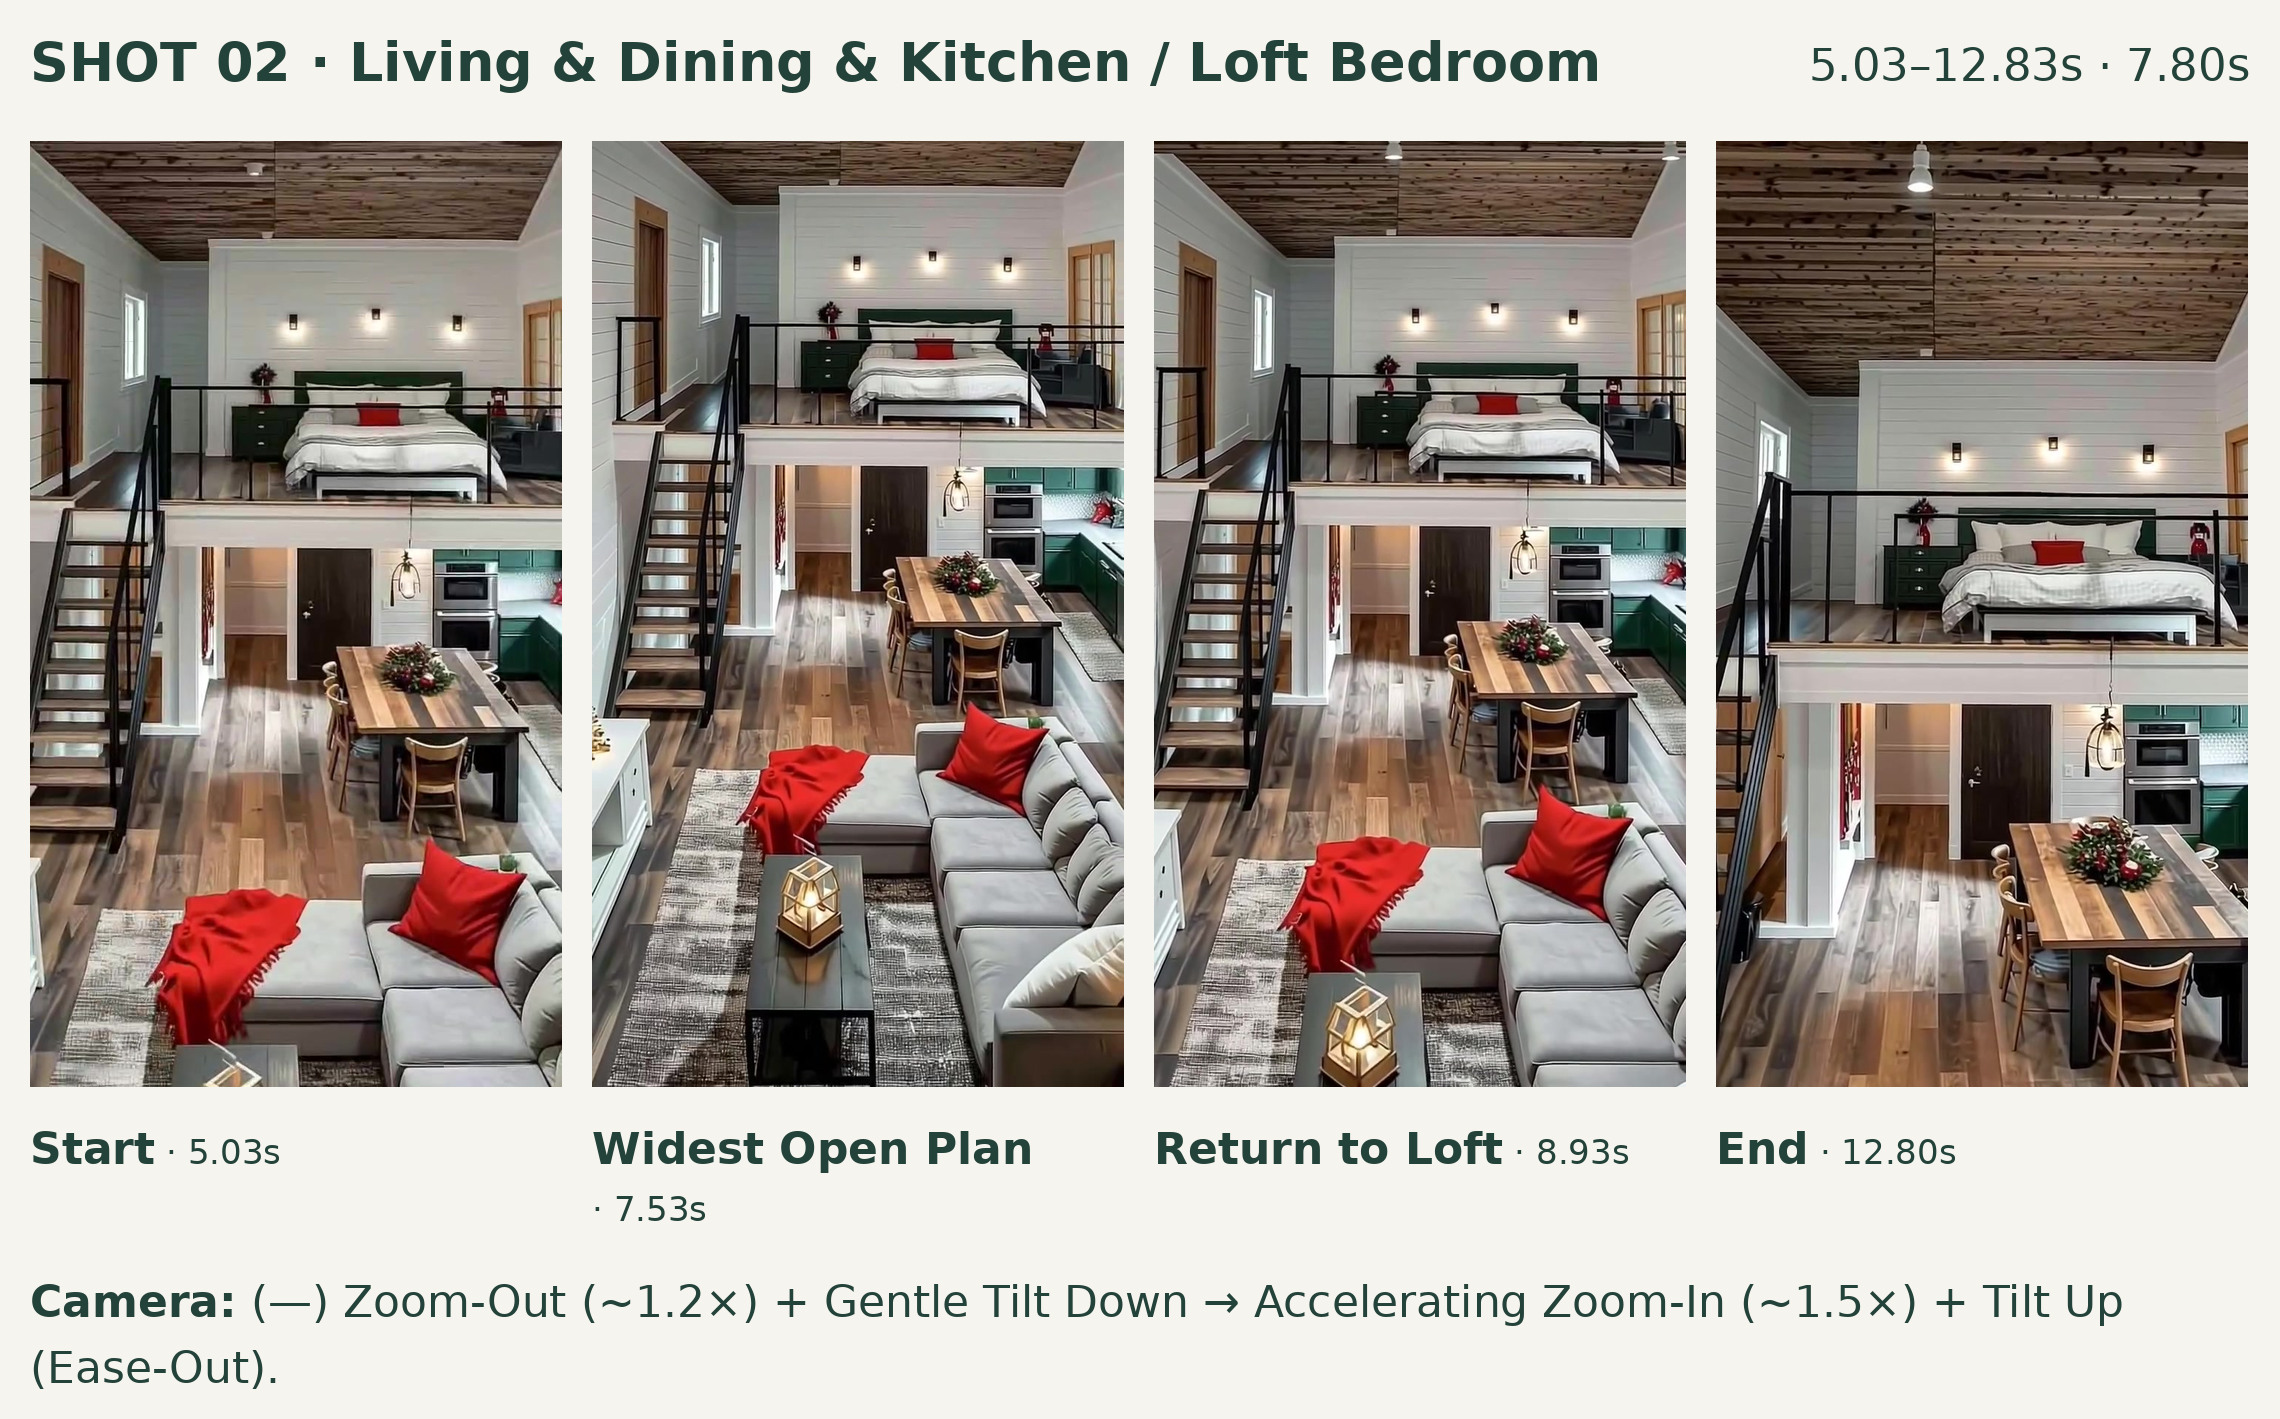 SHOT 02 · Living & Dining & Kitchen / Loft Bedroom
5.03–12.83s · 7.80s
Start · 5.03s
Widest Open Plan
· 7.53s
Return to Loft · 8.93s
End · 12.80s
Camera: (—) Zoom-Out (~1.2×) + Gentle Tilt Down → Accelerating Zoom-In (~1.5×) + Tilt Up
(Ease-Out).